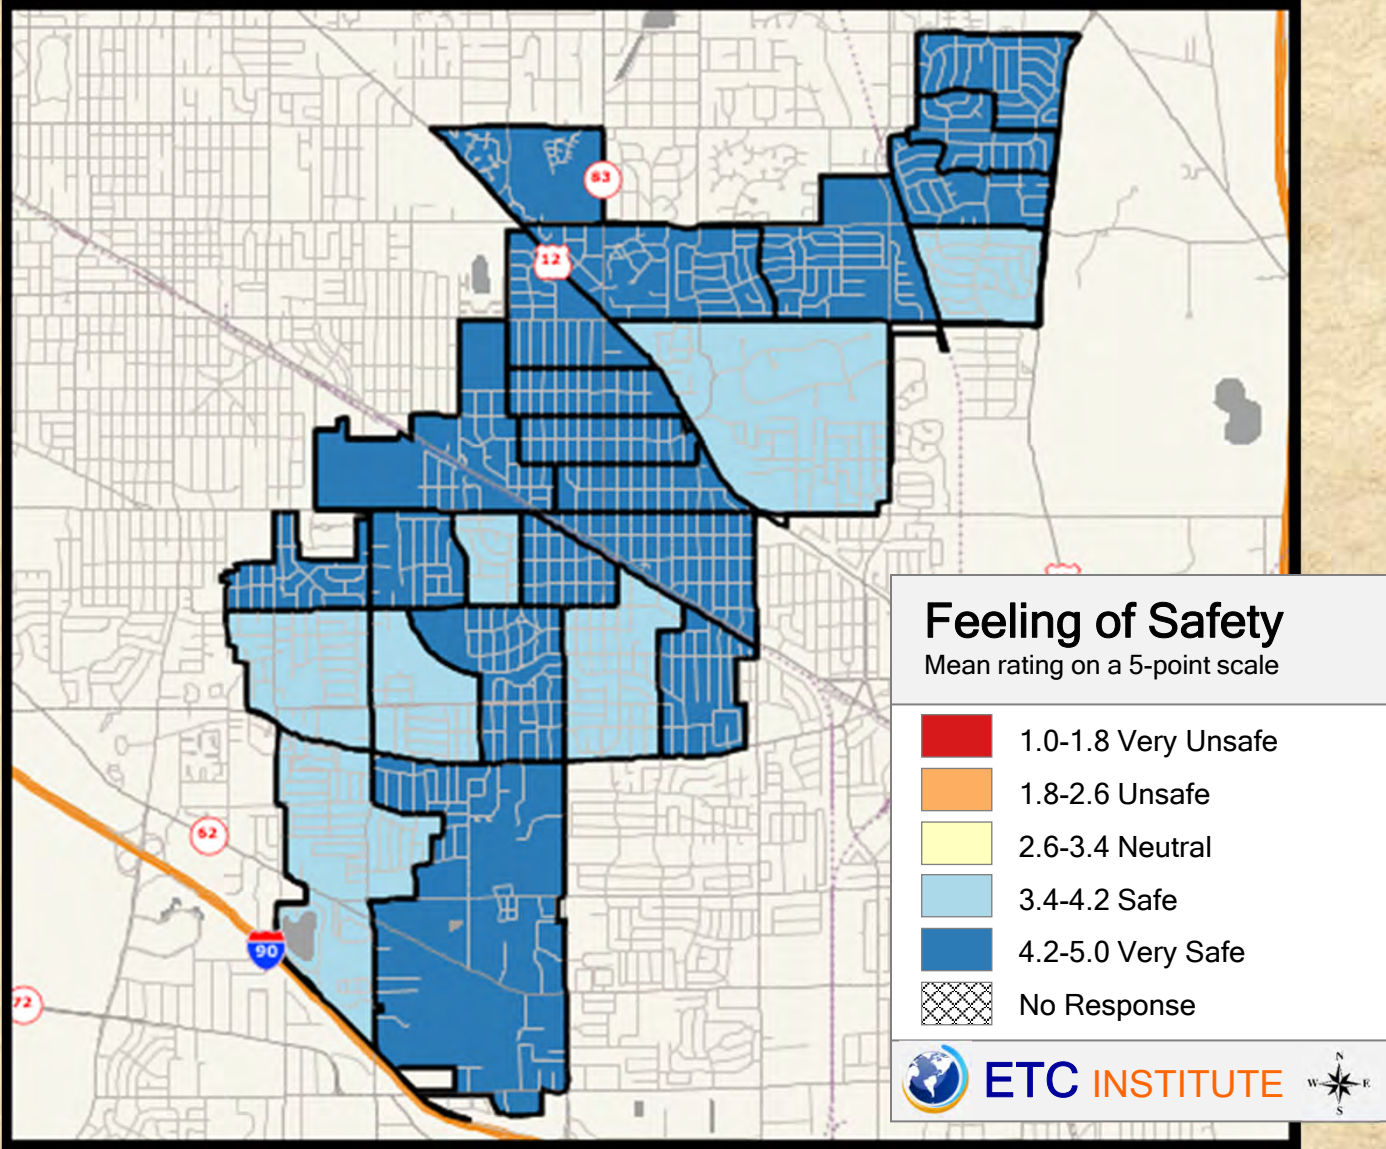 83
12
62
90
72
Feeling of Safety
Mean rating on a 5-point scale
1.0-1.8 Very Unsafe
1.8-2.6 Unsafe
2.6-3.4 Neutral
3.4-4.2 Safe
4.2-5.0 Very Safe
No Response
ETC INSTITUTE
N
W E
S